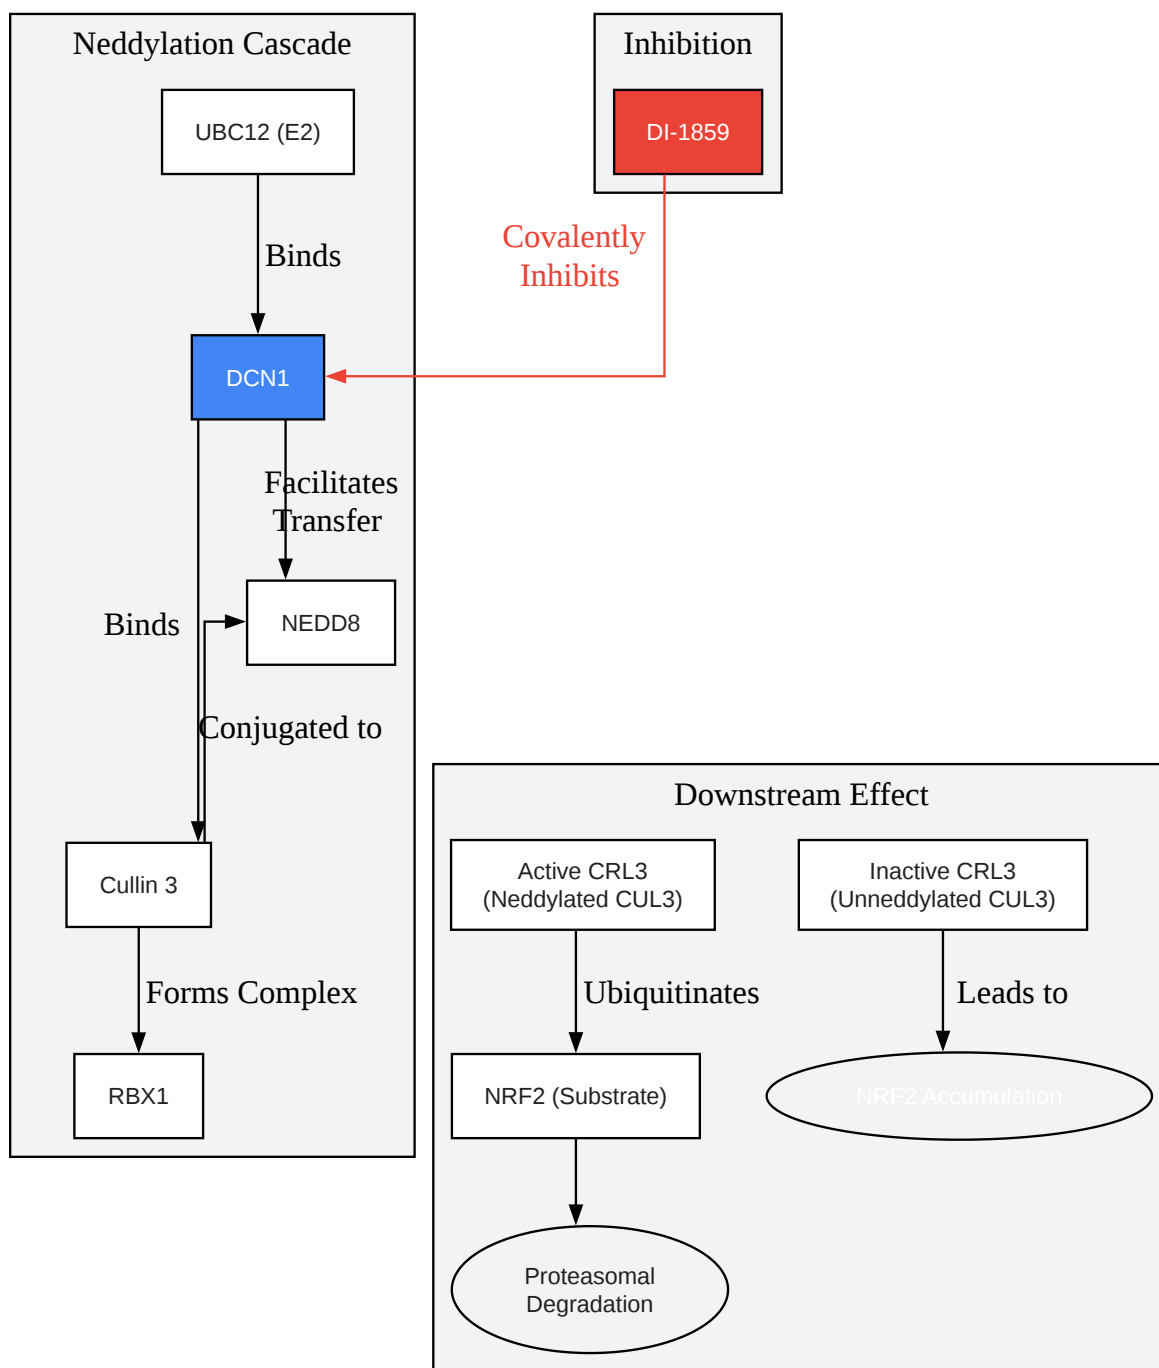 Neddylation Cascade
UBC12 (E2)
Binds
DCN1
Facilitates
Transfer
NEDD8
Binds
Conjugated to
Cullin 3
Forms Complex
RBX1
Inhibition
DI-1859
Covalently
Inhibits
Downstream Effect
Active CRL3
(Neddylated CUL3)
Ubiquitinates
NRF2 (Substrate)
Proteasomal
Degradation
Inactive CRL3
(Unneddylated CUL3)
Leads to
NRF2 Accumulation